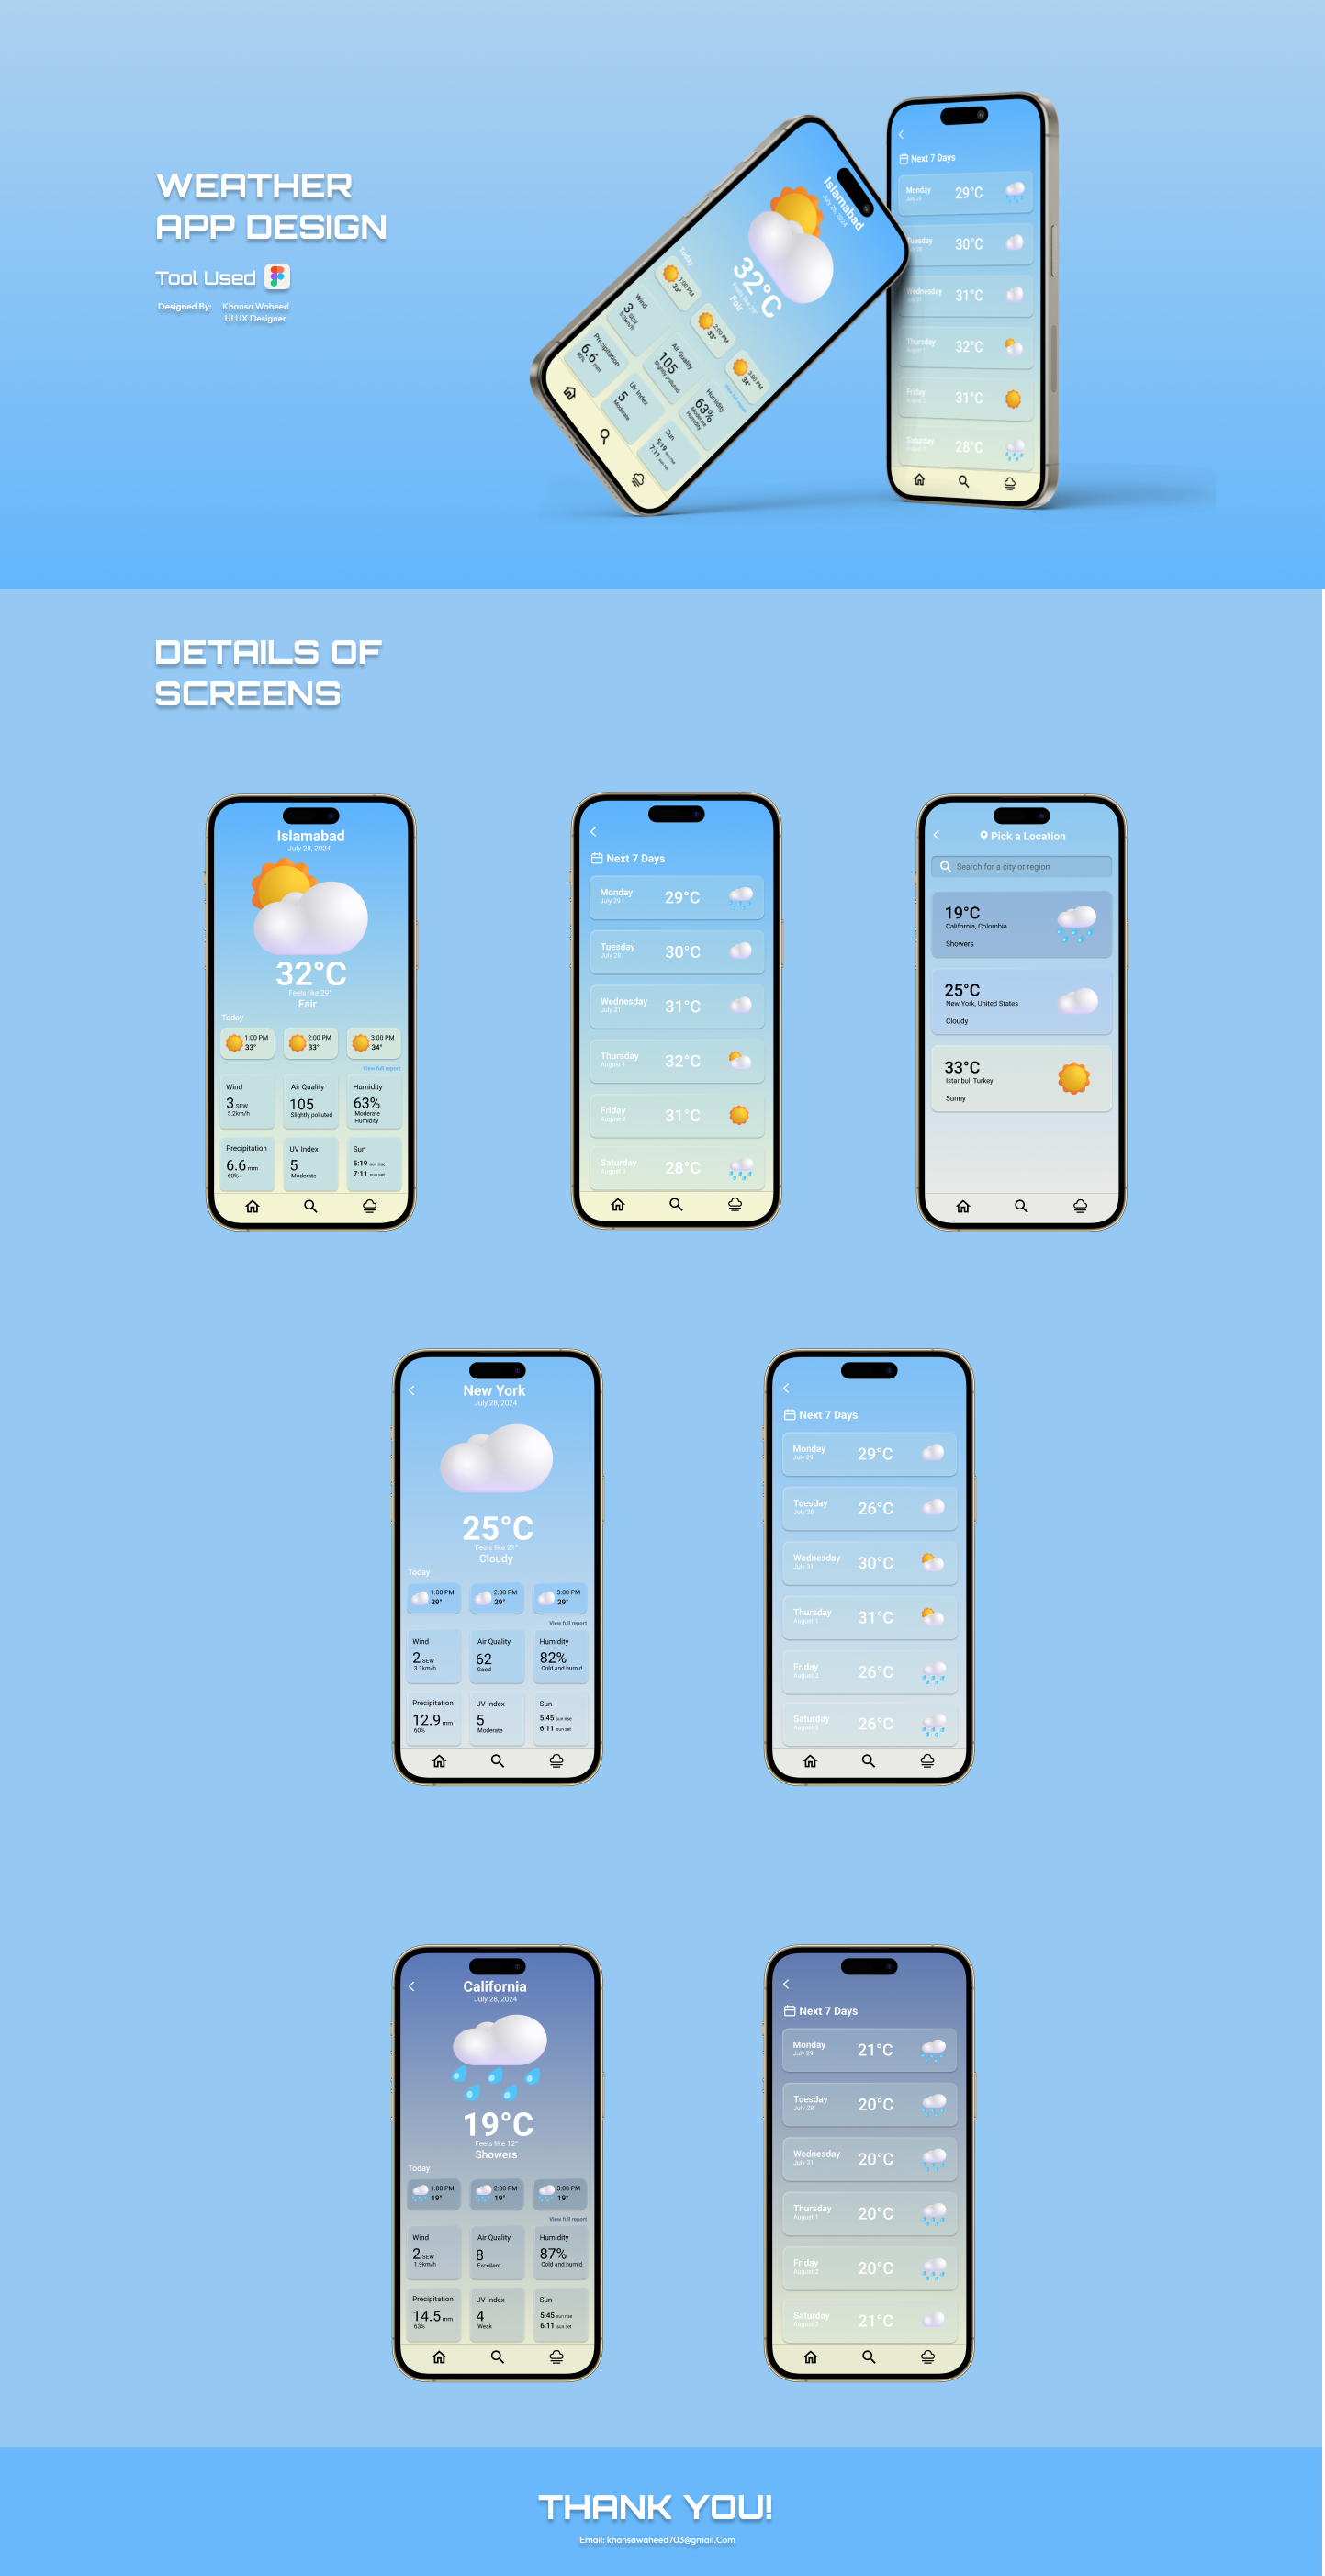 WEATHER
APP DESIGN
Tool Used
Designed By: Khansa Waheed
UI UX Designer
Islamabad
July 28, 2024
32°C
Feels like 29°
Fair
Today
1:00 PM
33°
2:00 PM
33°
3:00 PM
34°
View full report
Wind
3 SEW
5.2km/h
Air Quality
105
Slightly polluted
Humidity
63%
Moderate
Humidity
Precipitation
6.6 mm
60%
UV Index
5
Moderate
Sun
5:19 sun rise
7:11 sun set
Next 7 Days
Monday
July 29
29°C
Tuesday
July 28
30°C
Wednesday
July 31
31°C
Thursday
August 1
32°C
Friday
August 2
31°C
Saturday
28°C
DETAILS OF
SCREENS
Islamabad
July 28, 2024
32°C
Feels like 29°
Fair
Today
1:00 PM 2:00 PM 3:00 PM
33° 33° 34°
View full report
Wind Air Quality Humidity
3 SEW 105 63%
5.2km/h Slightly polluted Moderate
Humidity
Precipitation UV Index Sun
6.6 mm 5 5:19 sun rise
60% Moderate 7:11 sun set
Next 7 Days
Monday 29°C
July 29
Tuesday 30°C
July 28
Wednesday 31°C
July 31
Thursday 32°C
August 1
Friday 31°C
August 2
Saturday 28°C
August 3
Pick a Location
Search for a city or region
19°C
California, Colombia
Showers
25°C
New York, United States
Cloudy
33°C
Istanbul, Turkey
Sunny
New York
July 28, 2024
25°C
Feels like 21°
Cloudy
Today
1:00 PM 2:00 PM 3:00 PM
29° 29° 29°
View full report
Wind Air Quality Humidity
2 SEW 62 82%
3.1km/h Good Cold and humid
Precipitation UV Index Sun
12.9 mm 5 5:45 sun rise
60% Moderate 6:11 sun set
Next 7 Days
Monday 29°C
July 29
Tuesday 26°C
July 28
Wednesday 30°C
July 31
Thursday 31°C
August 1
Friday 26°C
August 2
Saturday 26°C
August 3
California
July 28, 2024
19°C
Feels like 12°
Showers
Today
1:00 PM 2:00 PM 3:00 PM
19° 19° 19°
View full report
Wind Air Quality Humidity
2 SEW 8 87%
1.9km/h Excellent Cold and humid
Precipitation UV Index Sun
14.5 mm 4 5:45 sun rise
63% Weak 6:11 sun set
Next 7 Days
Monday 21°C
July 29
Tuesday 20°C
July 28
Wednesday 20°C
July 31
Thursday 20°C
August 1
Friday 20°C
August 2
Saturday 21°C
August 3
THANK YOU!
Email: khansawaheed703@gmail.Com